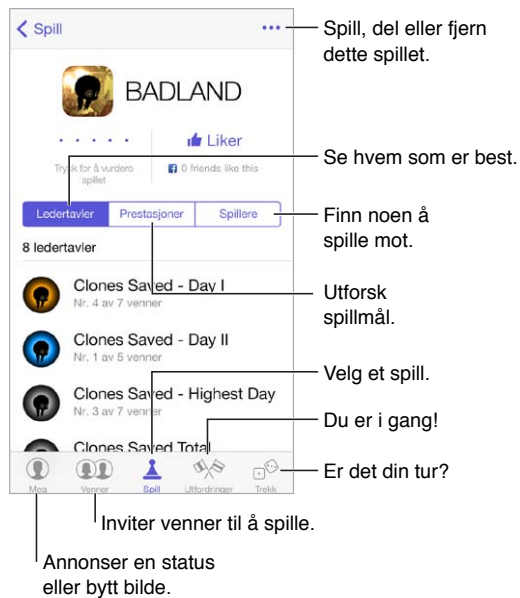 Spill
Spill, del eller fjern
dette spillet.
BADLAND
Liker
Trykk for å vurdere
spillet
0 friends like this
Se hvem som er best.
Ledertavler
Prestasjoner
Spillere
Finn noen å
spille mot.
8 ledertavler
Clones Saved - Day I
Nr. 4 av 7 venner
Utforsk
spillmål.
Clones Saved - Day II
Nr. 1 av 5 venner
Velg et spill.
Clones Saved - Highest Day
Nr. 3 av 7 venner
Du er i gang!
Clones Saved Total
Meg
Venner
Spill
Utfordringer
Trekk
Er det din tur?
Inviter venner til å spille.
Annonser en status
eller bytt bilde.